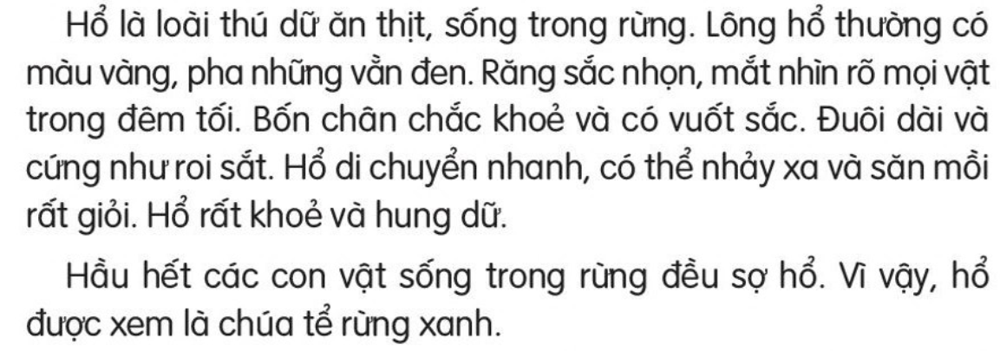 Hổ là loài thú dữ ăn thịt, sống trong rừng. Lông hổ thường có
màu vàng, pha những vằn đen. Răng sắc nhọn, mắt nhìn rõ mọi vật
trong đêm tối. Bốn chân chắc khoẻ và có vuốt sắc. Đuôi dài và
cứng như roi sắt. Hổ di chuyển nhanh, có thể nhảy xa và săn mồi
rất giỏi. Hổ rất khoẻ và hung dữ.
Hầu hết các con vật sống trong rừng đều sợ hổ. Vì vậy, hổ
được xem là chúa tể rừng xanh.